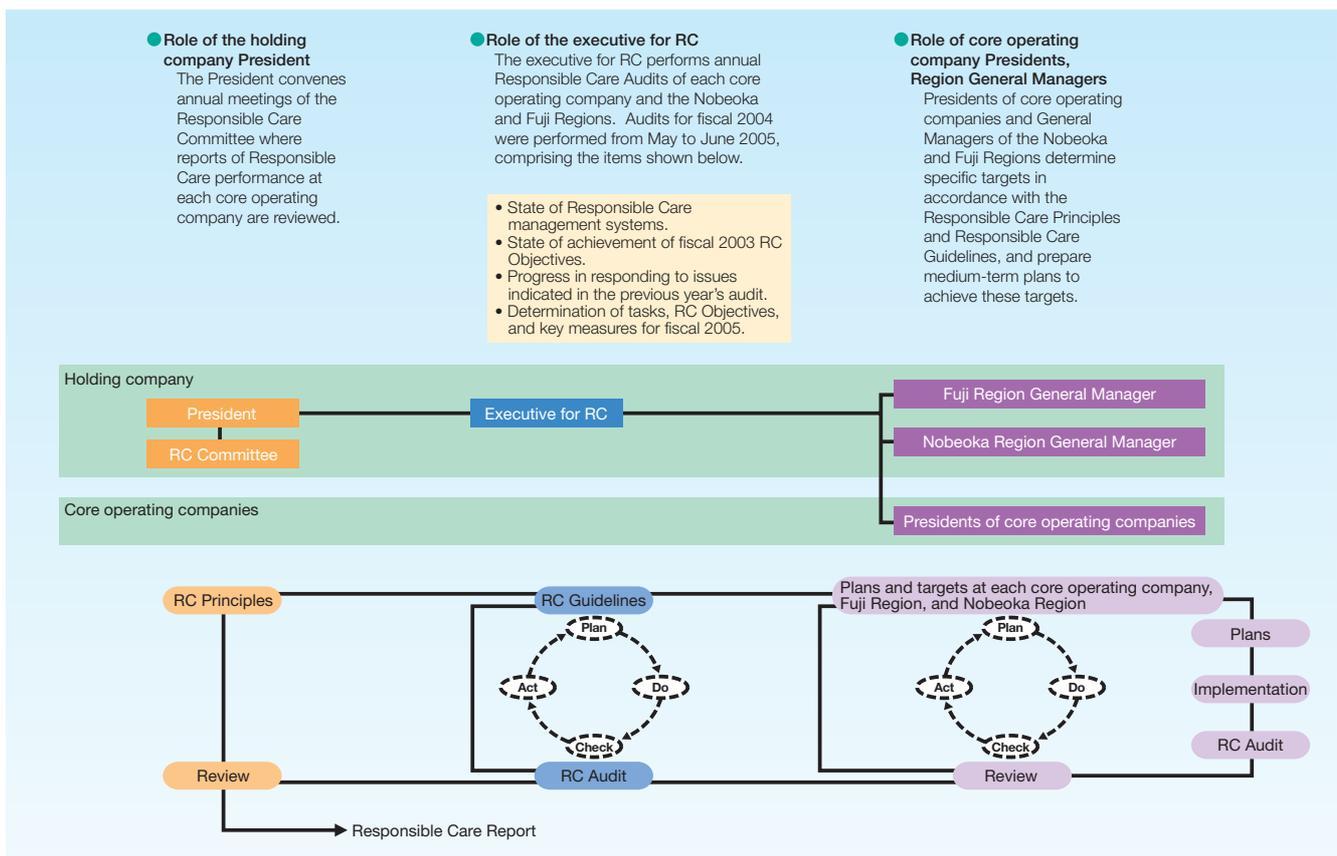 Role of the holding
company President
The President convenes
annual meetings of the
Responsible Care
Committee where
reports of Responsible
Care performance at
each core operating
company are reviewed.
Role of the executive for RC
The executive for RC performs annual
Responsible Care Audits of each core
operating company and the Nobeoka
and Fuji Regions. Audits for fiscal 2004
were performed from May to June 2005,
comprising the items shown below.
• State of Responsible Care
management systems.
• State of achievement of fiscal 2003 RC
Objectives.
• Progress in responding to issues
indicated in the previous year's audit.
• Determination of tasks, RC Objectives,
and key measures for fiscal 2005.
Role of core operating
company Presidents,
Region General Managers
Presidents of core operating
companies and General
Managers of the Nobeoka
and Fuji Regions determine
specific targets in
accordance with the
Responsible Care Principles
and Responsible Care
Guidelines, and prepare
medium-term plans to
achieve these targets.
Holding company
President
RC Committee
Executive for RC
Fuji Region General Manager
Nobeoka Region General Manager
Core operating companies
Presidents of core operating companies
RC Principles
RC Guidelines
Plans and targets at each core operating company,
Fuji Region, and Nobeoka Region
Plan
Act
Do
Check
Plan
Act
Do
Check
Plans
Implementation
RC Audit
Review
RC Audit
Review
Responsible Care Report